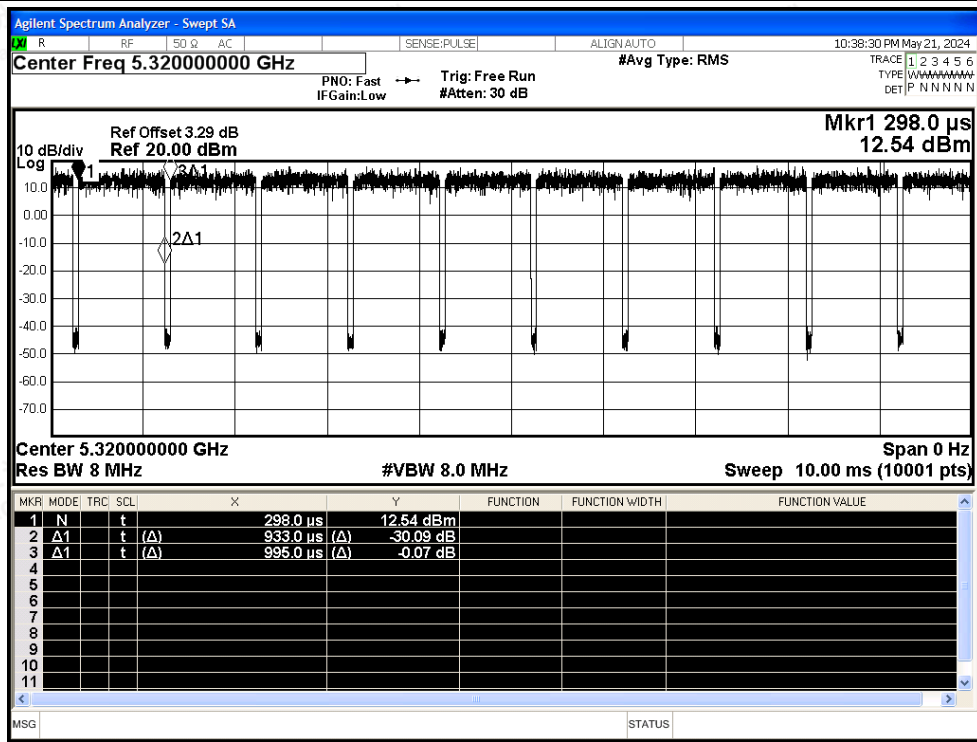 Agilent Spectrum Analyzer - Swept SA
LXI R RF 50 Ω AC SENSE:PULSE ALIGN AUTO 10:38:30 PM May 21, 2024
Center Freq 5.320000000 GHz #Avg Type: RMS TRACE 1 2 3 4 5 6
PNO: Fast Trig: Free Run TYPE W
IFGain:Low #Atten: 30 dB DET P N N N N N
Mkr1 298.0 µs
Ref Offset 3.29 dB
10 dB/div Ref 20.00 dBm 12.54 dBm
Log
1 3Δ1
10.0
0.00
-10.0 2Δ1
-20.0
-30.0
-40.0
-50.0
-60.0
-70.0
Center 5.320000000 GHz Span 0 Hz
Res BW 8 MHz #VBW 8.0 MHz Sweep 10.00 ms (10001 pts)
MKR MODE TRC SCL X Y FUNCTION FUNCTION WIDTH FUNCTION VALUE
1 N t 298.0 µs 12.54 dBm
2 Δ1 t (Δ) 933.0 µs (Δ) -30.09 dB
3 Δ1 t (Δ) 995.0 µs (Δ) -0.07 dB
4
5
6
7
8
9
10
11
MSG STATUS